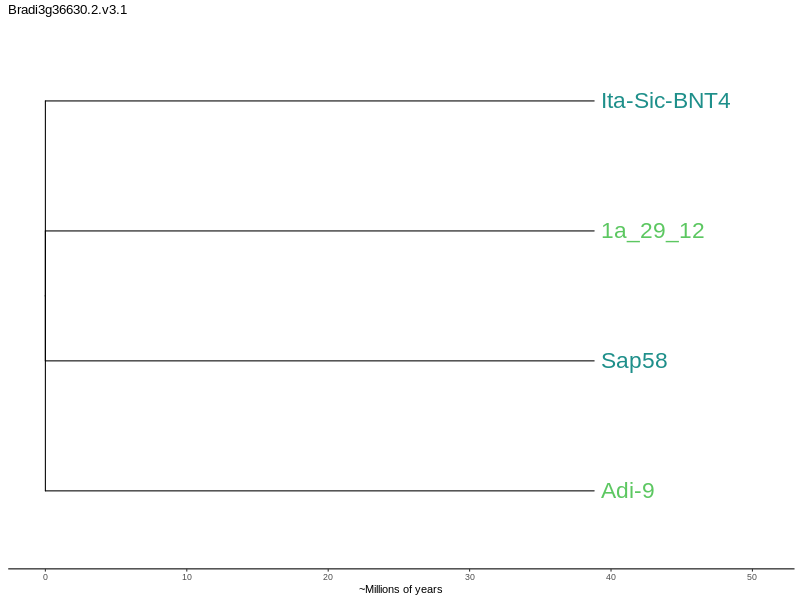 Bradi3g36630.2.v3.1
Ita-Sic-BNT4
1a_29_12
Sap58
Adi-9
0 10 20 30 40 50
~Millions of years